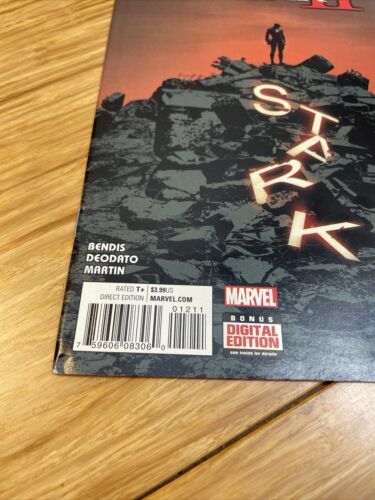 STARK
BENDIS
DEODATO
MARTIN
RATED T+ $3.99US
DIRECT EDITION MARVEL.COM
01211
7 59606 08306 0
MARVEL
BONUS
DIGITAL
EDITION
see inside for details